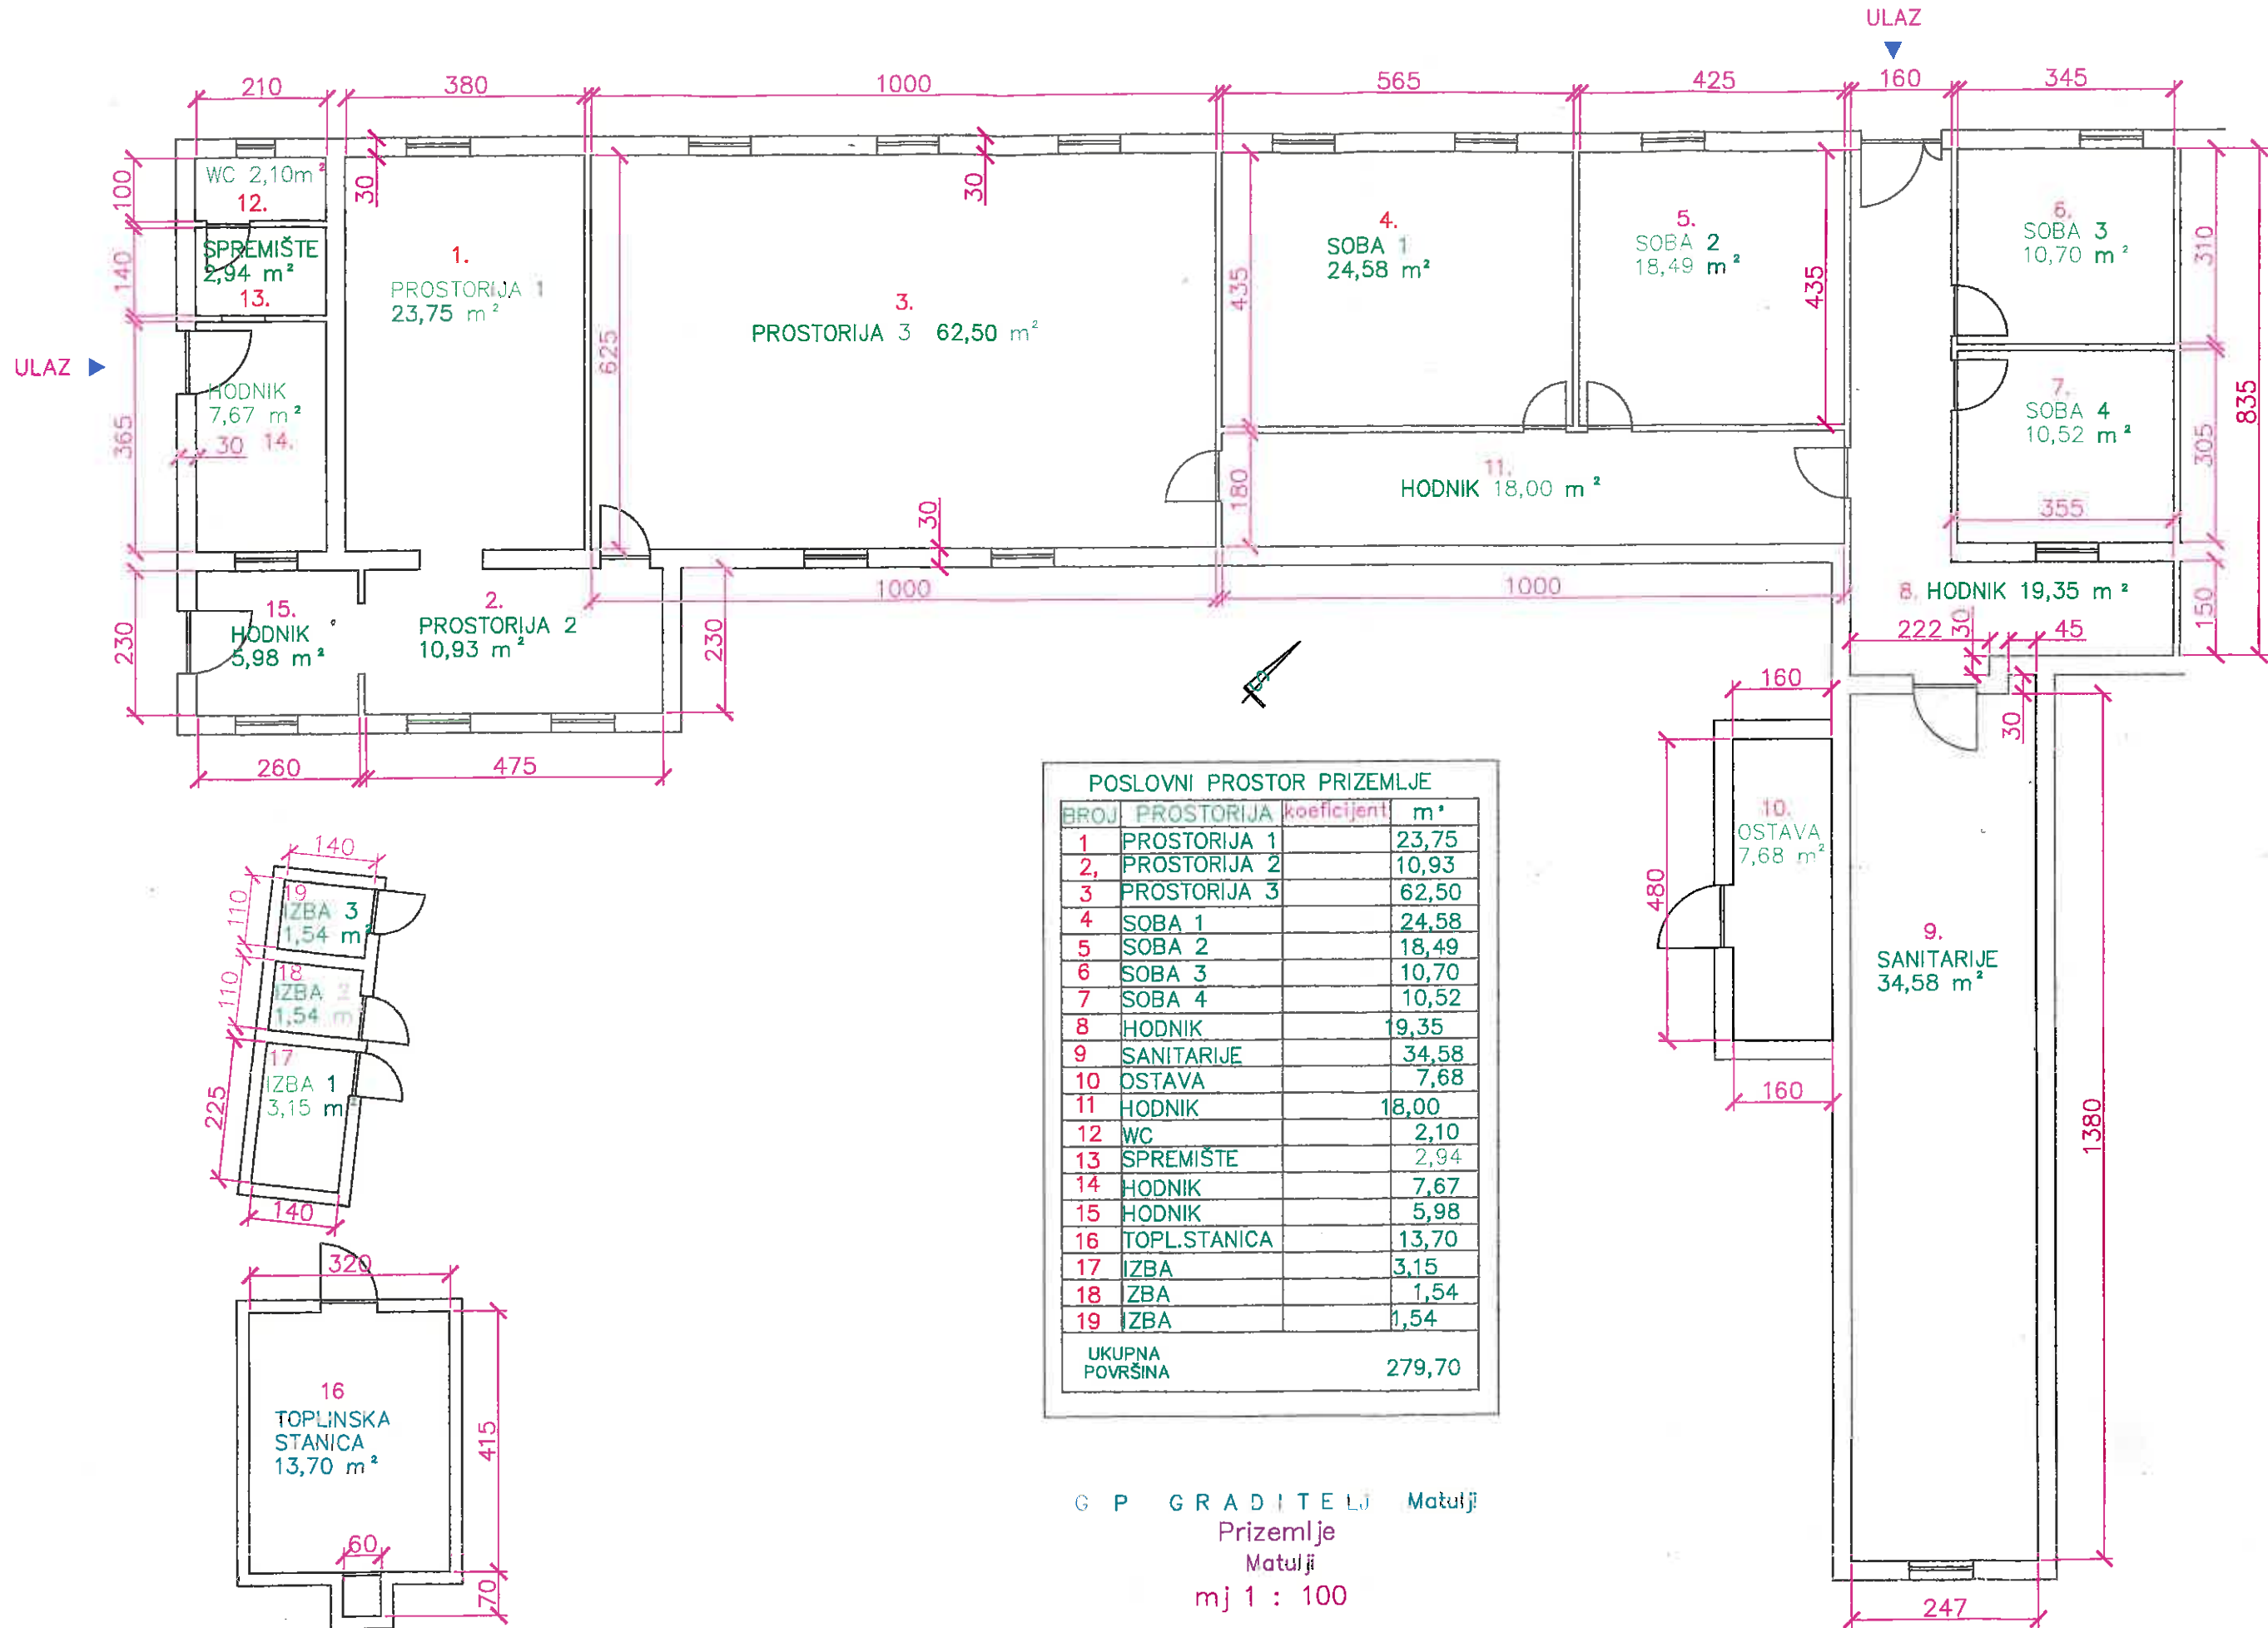 ULAZ
210
380
1000
565
425
160
345
WC 2,10m²
12.
100
30
30
SPREMIŠTE
2,94 m²
13.
140
1.
PROSTORIJA 1
23,75 m²
3.
PROSTORIJA 3 62,50 m²
625
4.
SOBA 1
24,58 m²
435
5.
SOBA 2
18,49 m²
435
6.
SOBA 3
10,70 m²
310
ULAZ
HODNIK
7,67 m²
30 14.
365
7.
SOBA 4
10,52 m²
305
835
355
11.
HODNIK 18,00 m²
180
30
1000
1000
8. HODNIK 19,35 m²
150
222
30
45
15.
HODNIK
5,98 m²
230
2.
PROSTORIJA 2
10,93 m²
230
260
475
160
30
10.
OSTAVA
7,68 m²
480
160
9.
SANITARIJE
34,58 m²
1380
247
140
19
IZBA 3
1,54 m²
110
18
IZBA 2
1,54 m²
110
17
IZBA 1
3,15 m²
225
140
320
16
TOPLINSKA
STANICA
13,70 m²
415
60
70
POSLOVNI PROSTOR PRIZEMLJE
BROJ PROSTORIJA koeficijent m²
1 PROSTORIJA 1 23,75
2, PROSTORIJA 2 10,93
3 PROSTORIJA 3 62,50
4 SOBA 1 24,58
5 SOBA 2 18,49
6 SOBA 3 10,70
7 SOBA 4 10,52
8 HODNIK 19,35
9 SANITARIJE 34,58
10 OSTAVA 7,68
11 HODNIK 18,00
12 WC 2,10
13 SPREMIŠTE 2,94
14 HODNIK 7,67
15 HODNIK 5,98
16 TOPL.STANICA 13,70
17 IZBA 3,15
18 IZBA 1,54
19 IZBA 1,54
UKUPNA
POVRŠINA 279,70
G P GRADITELJ Matulji
Prizemlje
Matulji
mj 1 : 100